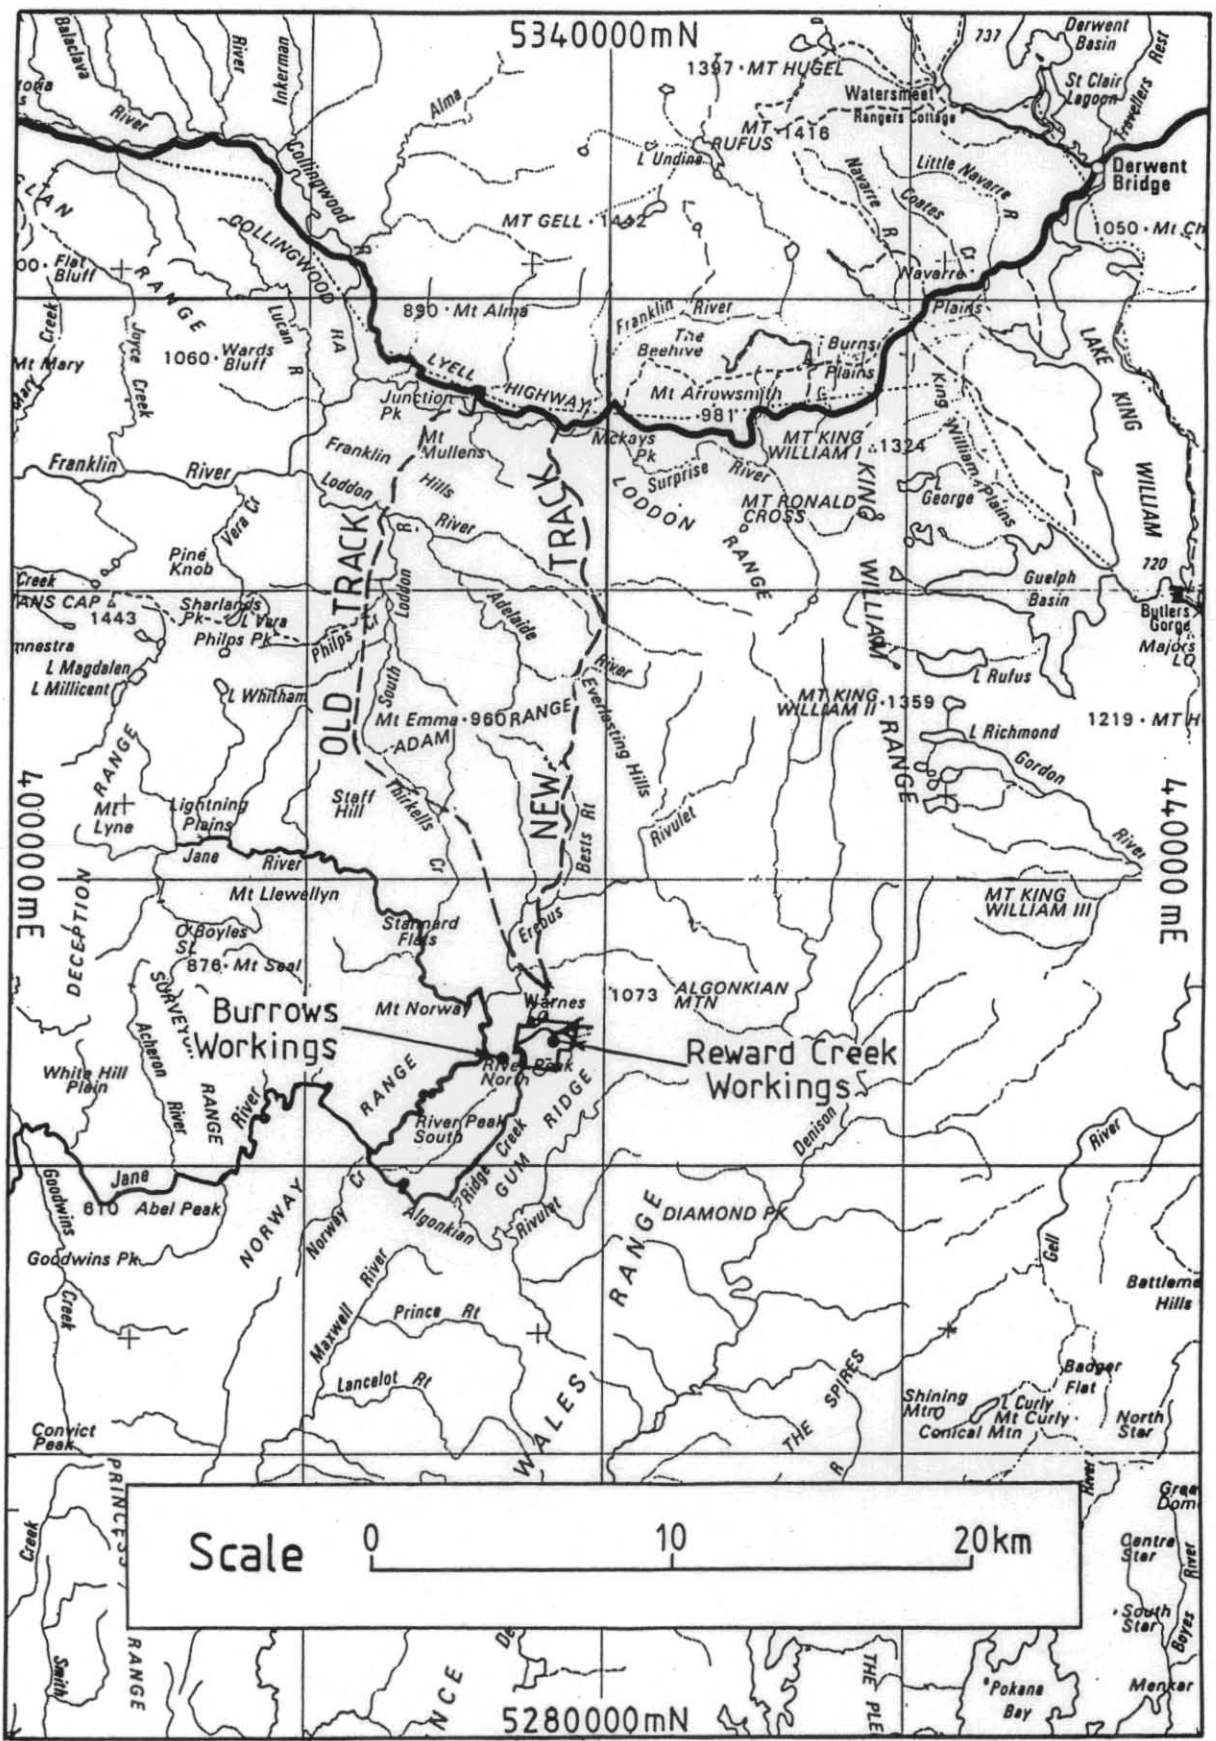 5340000mN
Balaclava
River
Inkerman
737
Derwent
Basin
1397 · MT HUGEL
Watersmeet
Rangers Cottage
St Clair
Lagoon
Travellers Rest
River
Alma
MT
RUFUS
1416
L Undine
Collingwood
R
Navarre
R
Little Navarre
R
Coates
Cr
Derwent
Bridge
MT GELL · 1442
1050 · Mt Ch
COLLINGWOOD
RA
Flat
Bluff
RANGE
Navarre
Plains
Lucan
R
890 · Mt Alma
Franklin River
The
Beehive
Burns
Plains
Creek
Joyce Creek
Mt Mary
1060 · Wards
Bluff
LYELL
HIGHWAY
Junction
Pk
Mt Arrowsmith
981
LAKE
KING
WILLIAM
King
William Plains
Mt
Mullens
Mckays
Pk
MT KING
WILLIAM I
1324
Franklin River
Franklin
Hills
Loddon
R
River
Surprise River
George
LODDON
RANGE
MT RONALD
CROSS
KING
WILLIAM
RANGE
Vera Cr
OLD TRACK
NEW
TRACK
Pine
Knob
Creek
1443
Sharlands
Pk
L Vera
Philps Pk
Philps Cr
Loddon
South
Adelaide
River
Guelph
Basin
720
Butlers
Gorge
L Magdalen
L Millicent
L Whitham
Everlasting Hills
L Rufus
MT KING
WILLIAM II
1359
1219 · MT H
Mt Emma · 960
ADAM
RANGE
L Richmond
Gordon
River
RANGE
400000mE
440000mE
Mt
Lyne
Lightning
Plains
Staff
Hill
Thirkells
Cr
Bests Rt
Rivulet
Jane River
Mt Llewellyn
MT KING
WILLIAM III
DECEPTION
O'Boyles
876 · Mt Seal
Stannard
Flats
Erebus
Mt Norway
Warnes
1073
ALGONKIAN
MTN
Burrows
Workings
Reward Creek
Workings
Acheron
River
RANGE
White Hill
Plain
River Peak
North
RANGE
River Peak
South
RIDGE
GUM
Ridge Creek
River
Denison
River
Jane
610
Abel Peak
Goodwins
Creek
Goodwins Pk
NORWAY
Norway
Cr
Algonkian
Rivulet
RANGE
DIAMOND PK
Gell
Maxwell River
Prince Rt
Battleme
Hills
Lancelot Rt
WALES
THE SPIRES
R
Shining
Mtn
Badger
Flat
L Curly
Mt Curly
Conical Mtn
North
Star
Convict
Peak
River
Creek
Scale
0
10
20km
Centre
Star
River
South
Star
Boyes
Smith
RANGE
De
NCE
THE PLE
Pokana
Bay
Menkar
5280000mN